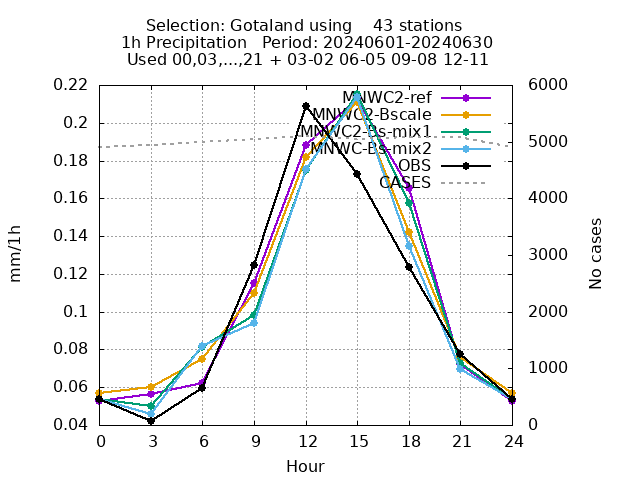 Selection: Gotaland using    43 stations
1h Precipitation   Period: 20240601-20240630
Used 00,03,...,21 + 03-02 06-05 09-08 12-11
0.22
0.2
0.18
0.16
0.14
0.12
0.1
0.08
0.06
0.04
mm/1h
MNWC2-ref
MNWC2-Bscale
MNWC2-Bs-mix1
MNWC-Bs-mix2
OBS
CASES
6000
5000
4000
3000
2000
1000
0
No cases
0 3 6 9 12 15 18 21 24
Hour